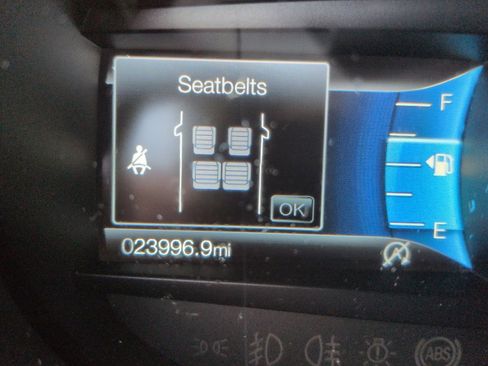 Seatbelts
F
OK
E
023996.9mi
ABS